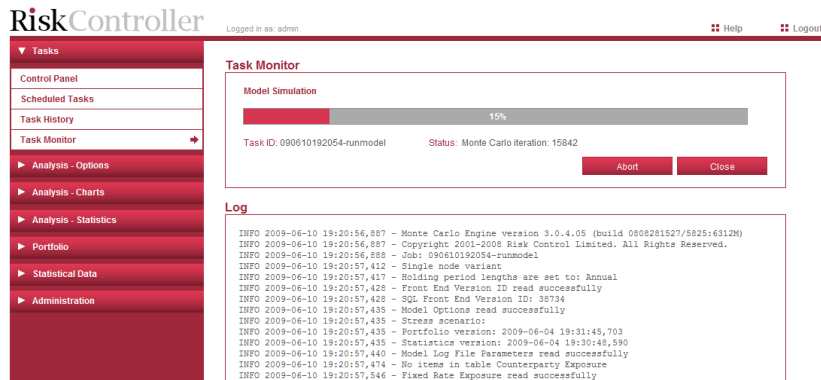 RiskController
Logged in as: admin
Help
Logout
Tasks
Control Panel
Scheduled Tasks
Task History
Task Monitor
Analysis - Options
Analysis - Charts
Analysis - Statistics
Portfolio
Statistical Data
Administration
Task Monitor
Model Simulation
15%
Task ID: 090610192054-runmodel Status: Monte Carlo iteration: 15842
Abort Close
Log
INFO 2009-06-10 19:20:56,887 - Monte Carlo Engine version 3.0.4.05 (build 0808281527/5825:6312M)
INFO 2009-06-10 19:20:56,887 - Copyright 2001-2008 Risk Control Limited. All Rights Reserved.
INFO 2009-06-10 19:20:56,888 - Job: 090610192054-runmodel
INFO 2009-06-10 19:20:57,412 - Single node variant
INFO 2009-06-10 19:20:57,417 - Holding period lengths are set to: Annual
INFO 2009-06-10 19:20:57,428 - Front End Version ID read successfully
INFO 2009-06-10 19:20:57,428 - SQL Front End Version ID: 38734
INFO 2009-06-10 19:20:57,435 - Model Options read successfully
INFO 2009-06-10 19:20:57,435 - Stress scenario:
INFO 2009-06-10 19:20:57,435 - Portfolio version: 2009-06-04 19:31:45,703
INFO 2009-06-10 19:20:57,435 - Statistics version: 2009-06-04 19:30:48,590
INFO 2009-06-10 19:20:57,440 - Model Log File Parameters read successfully
INFO 2009-06-10 19:20:57,474 - No items in table Counterparty Exposure
INFO 2009-06-10 19:20:57,546 - Fixed Rate Exposure read successfully